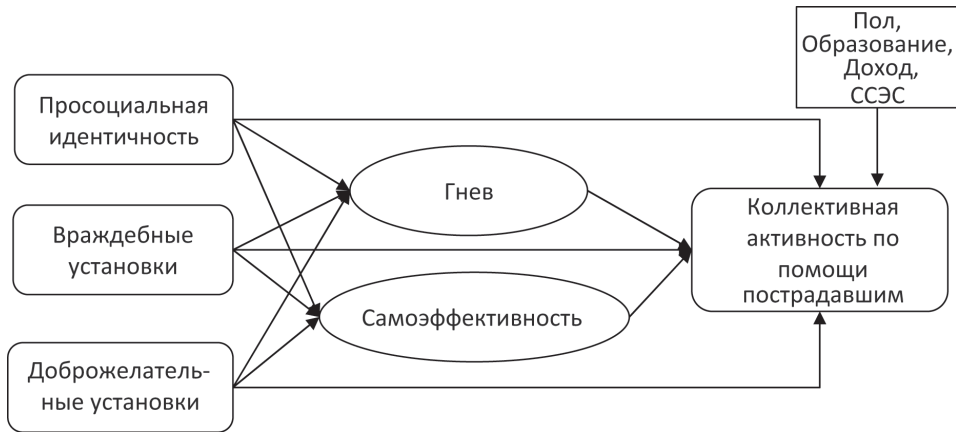 Пол,
Образование,
Доход,
ССЭС
Просоциальная
идентичность
Гнев
Враждебные
установки
Коллективная
активность по
помощи
пострадавшим
Самоэффективность
Доброжелатель-
ные установки